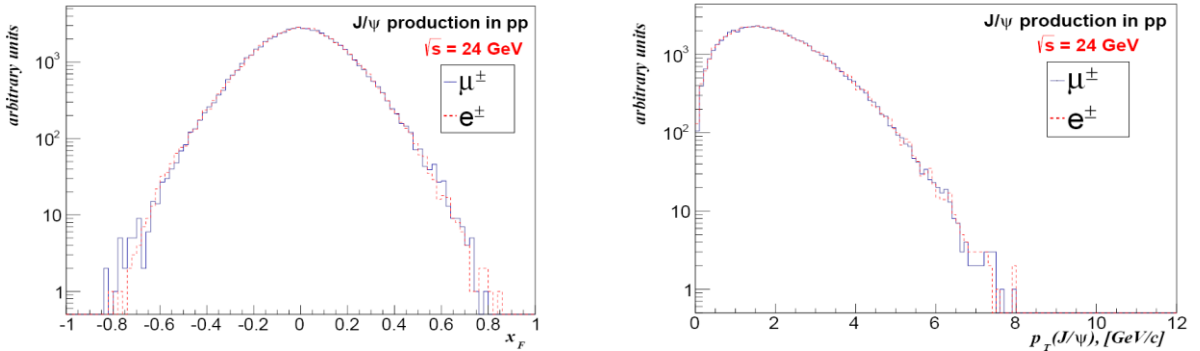 J/ψ production in pp
√s = 24 GeV
μ±
e±
arbitrary units
10³
10²
10
1
-1 -0.8 -0.6 -0.4 -0.2 0 0.2 0.4 0.6 0.8 1
x_F
J/ψ production in pp
√s = 24 GeV
μ±
e±
arbitrary units
10³
10²
10
1
0 2 4 6 8 10 12
p_T(J/ψ), [GeV/c]